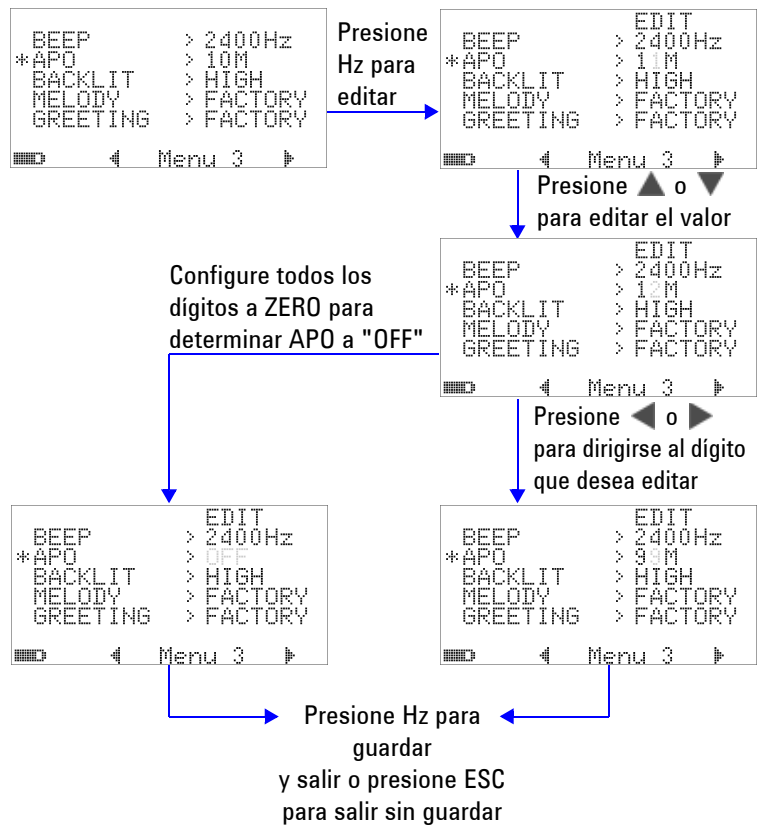 BEEP > 2400Hz
*APO > 10M
BACKLIT > HIGH
MELODY > FACTORY
GREETING > FACTORY
Menu 3
Presione
Hz para
editar
EDIT
BEEP > 2400Hz
*APO > 11M
BACKLIT > HIGH
MELODY > FACTORY
GREETING > FACTORY
Menu 3
Presione ▲ o ▼
para editar el valor
Configure todos los
dígitos a ZERO para
determinar APO a "OFF"
EDIT
BEEP > 2400Hz
*APO > 12M
BACKLIT > HIGH
MELODY > FACTORY
GREETING > FACTORY
Menu 3
Presione ◀ o ▶
para dirigirse al dígito
que desea editar
EDIT
BEEP > 2400Hz
*APO > OFF
BACKLIT > HIGH
MELODY > FACTORY
GREETING > FACTORY
Menu 3
EDIT
BEEP > 2400Hz
*APO > 99M
BACKLIT > HIGH
MELODY > FACTORY
GREETING > FACTORY
Menu 3
Presione Hz para
guardar
y salir o presione ESC
para salir sin guardar